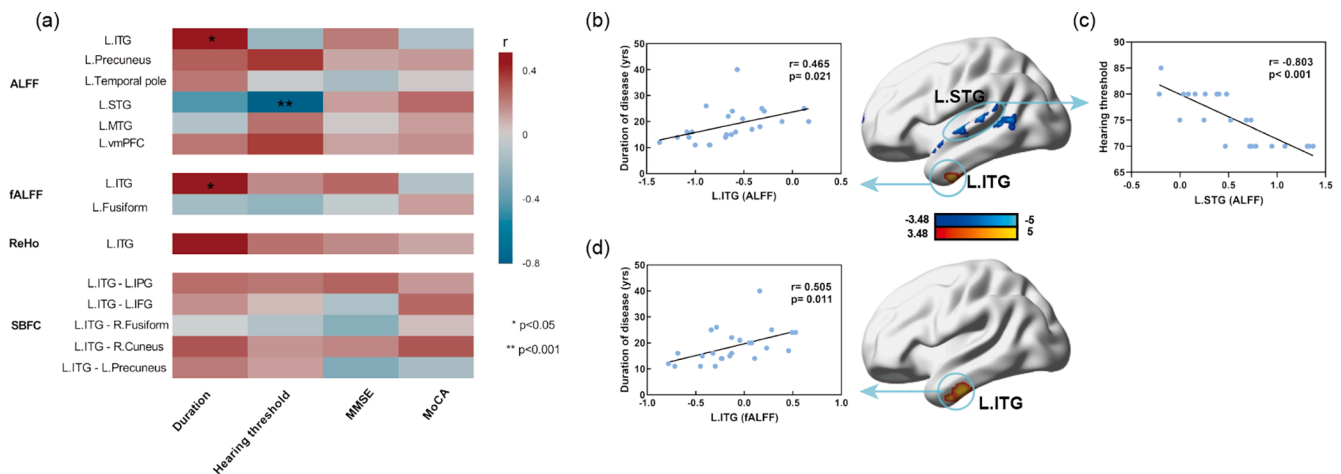 (a)
ALFF
L.ITG
L.Precuneus
L.Temporal pole
L.STG
L.MTG
L.vmPFC
*
**
fALFF
L.ITG
L.Fusiform
*
ReHo
L.ITG
SBFC
L.ITG - L.IPG
L.ITG - L.IFG
L.ITG - R.Fusiform
L.ITG - R.Cuneus
L.ITG - L.Precuneus
Duration
Hearing threshold
MMSE
MoCA
r
0.4
0
-0.4
-0.8
* p<0.05
** p<0.001
(b)
Duration of disease (yrs)
50
40
30
20
10
0
-1.5
-1.0
-0.5
0.0
0.5
L.ITG (ALFF)
r= 0.465
p= 0.021
L.STG
L.ITG
-3.48
-5
3.48
5
(c)
Hearing threshold
90
85
80
75
70
65
-0.5
0.0
0.5
1.0
1.5
L.STG (ALFF)
r= -0.803
p< 0.001
(d)
Duration of disease (yrs)
50
40
30
20
10
0
-1.0
-0.5
0.0
0.5
1.0
L.ITG (fALFF)
r= 0.505
p= 0.011
L.ITG